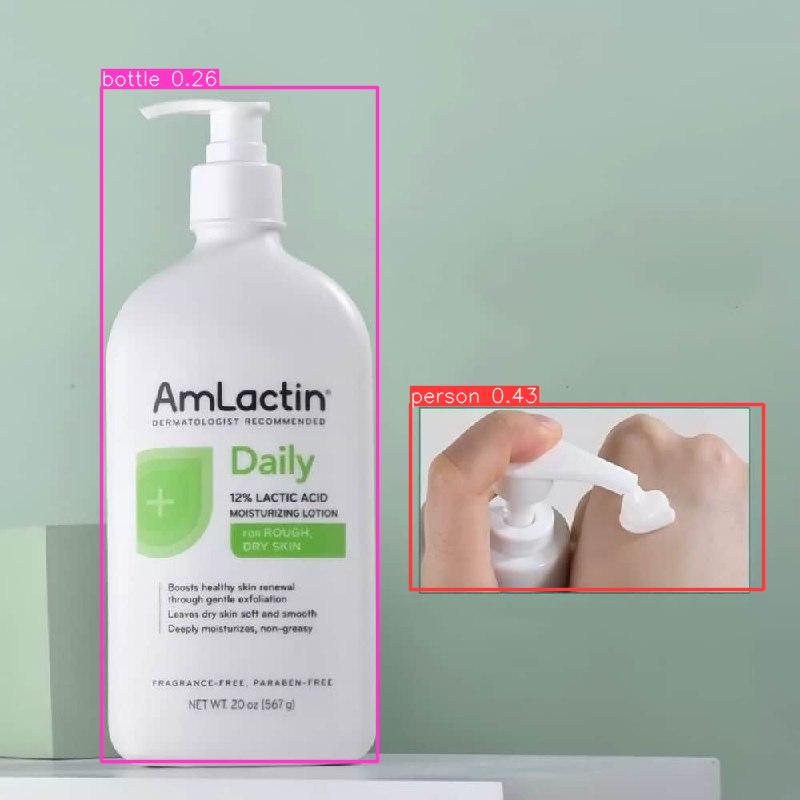 bottle 0.26
AmLactin®
DERMATOLOGIST RECOMMENDED
Daily
12% LACTIC ACID
MOISTURIZING LOTION
FOR ROUGH,
DRY SKIN
Boosts healthy skin renewal
through gentle exfoliation
Leaves dry skin soft and smooth
Deeply moisturizes, non-greasy
FRAGRANCE-FREE, PARABEN-FREE
NET WT. 20 oz (567 g)
person 0.43